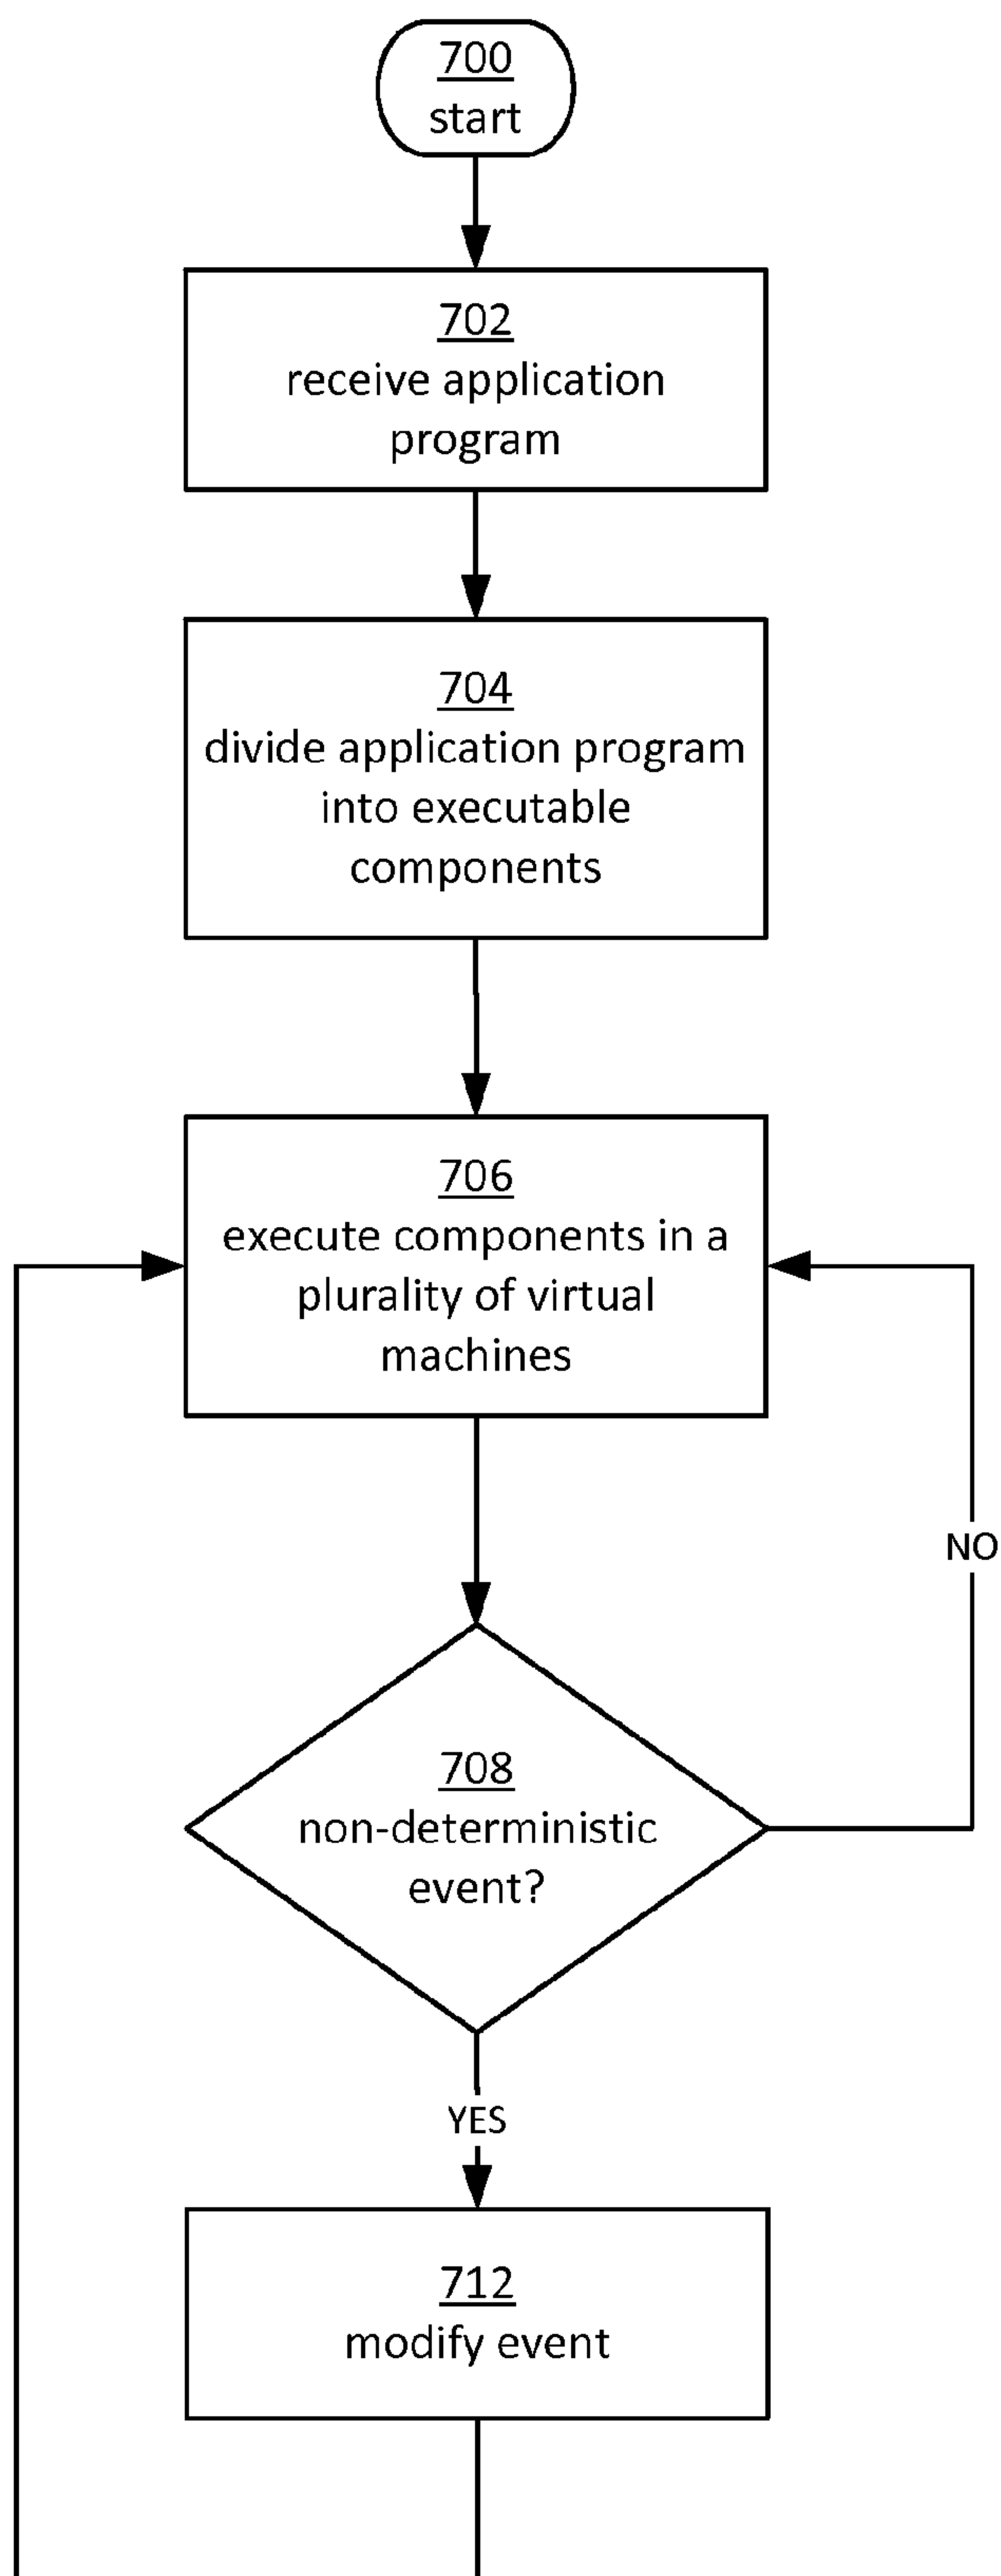 700
start
702
receive application
program
704
divide application program
into executable
components
706
execute components in a
plurality of virtual
machines
NO
708
non-deterministic
event?
YES
712
modify event